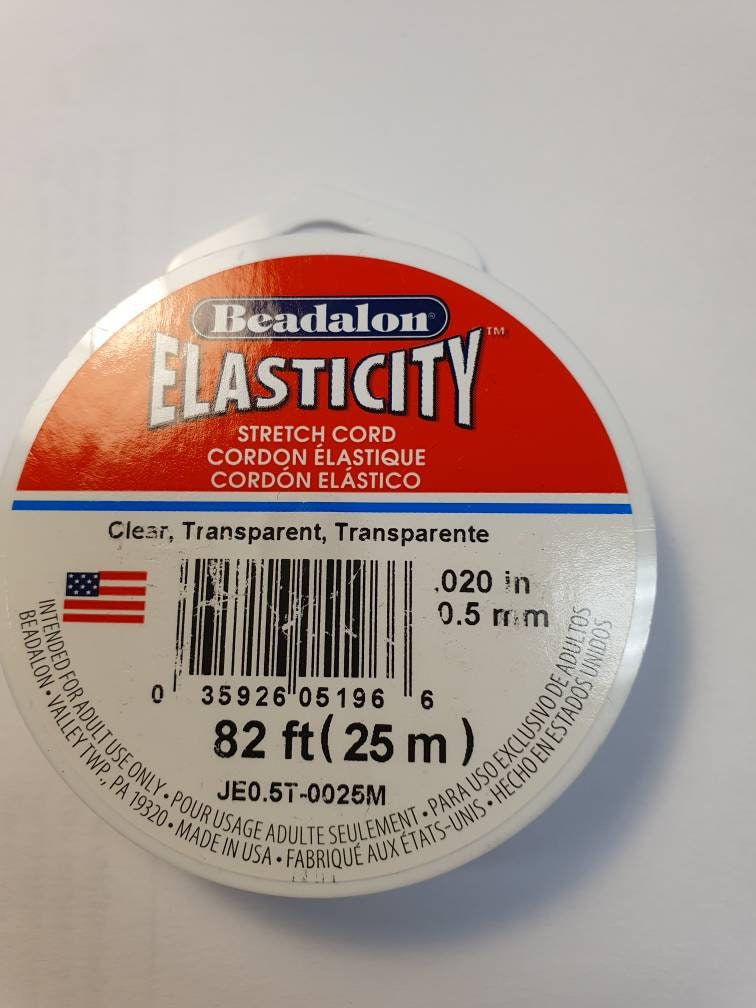 Beadalon®
ELASTICITY™
STRETCH CORD
CORDON ÉLASTIQUE
CORDÓN ELÁSTICO
Clear, Transparent, Transparente
.020 in
0.5 mm
0 35926 05196 6
82 ft (25 m)
JE0.5T-0025M
INTENDED FOR ADULT USE ONLY • POUR USAGE ADULTE SEULEMENT • PARA USO EXCLUSIVO DE ADULTOS
BEADALON • VALLEY TWP., PA 19320 • MADE IN USA • FABRIQUÉ AUX ÉTATS-UNIS • HECHO EN ESTADOS UNIDOS